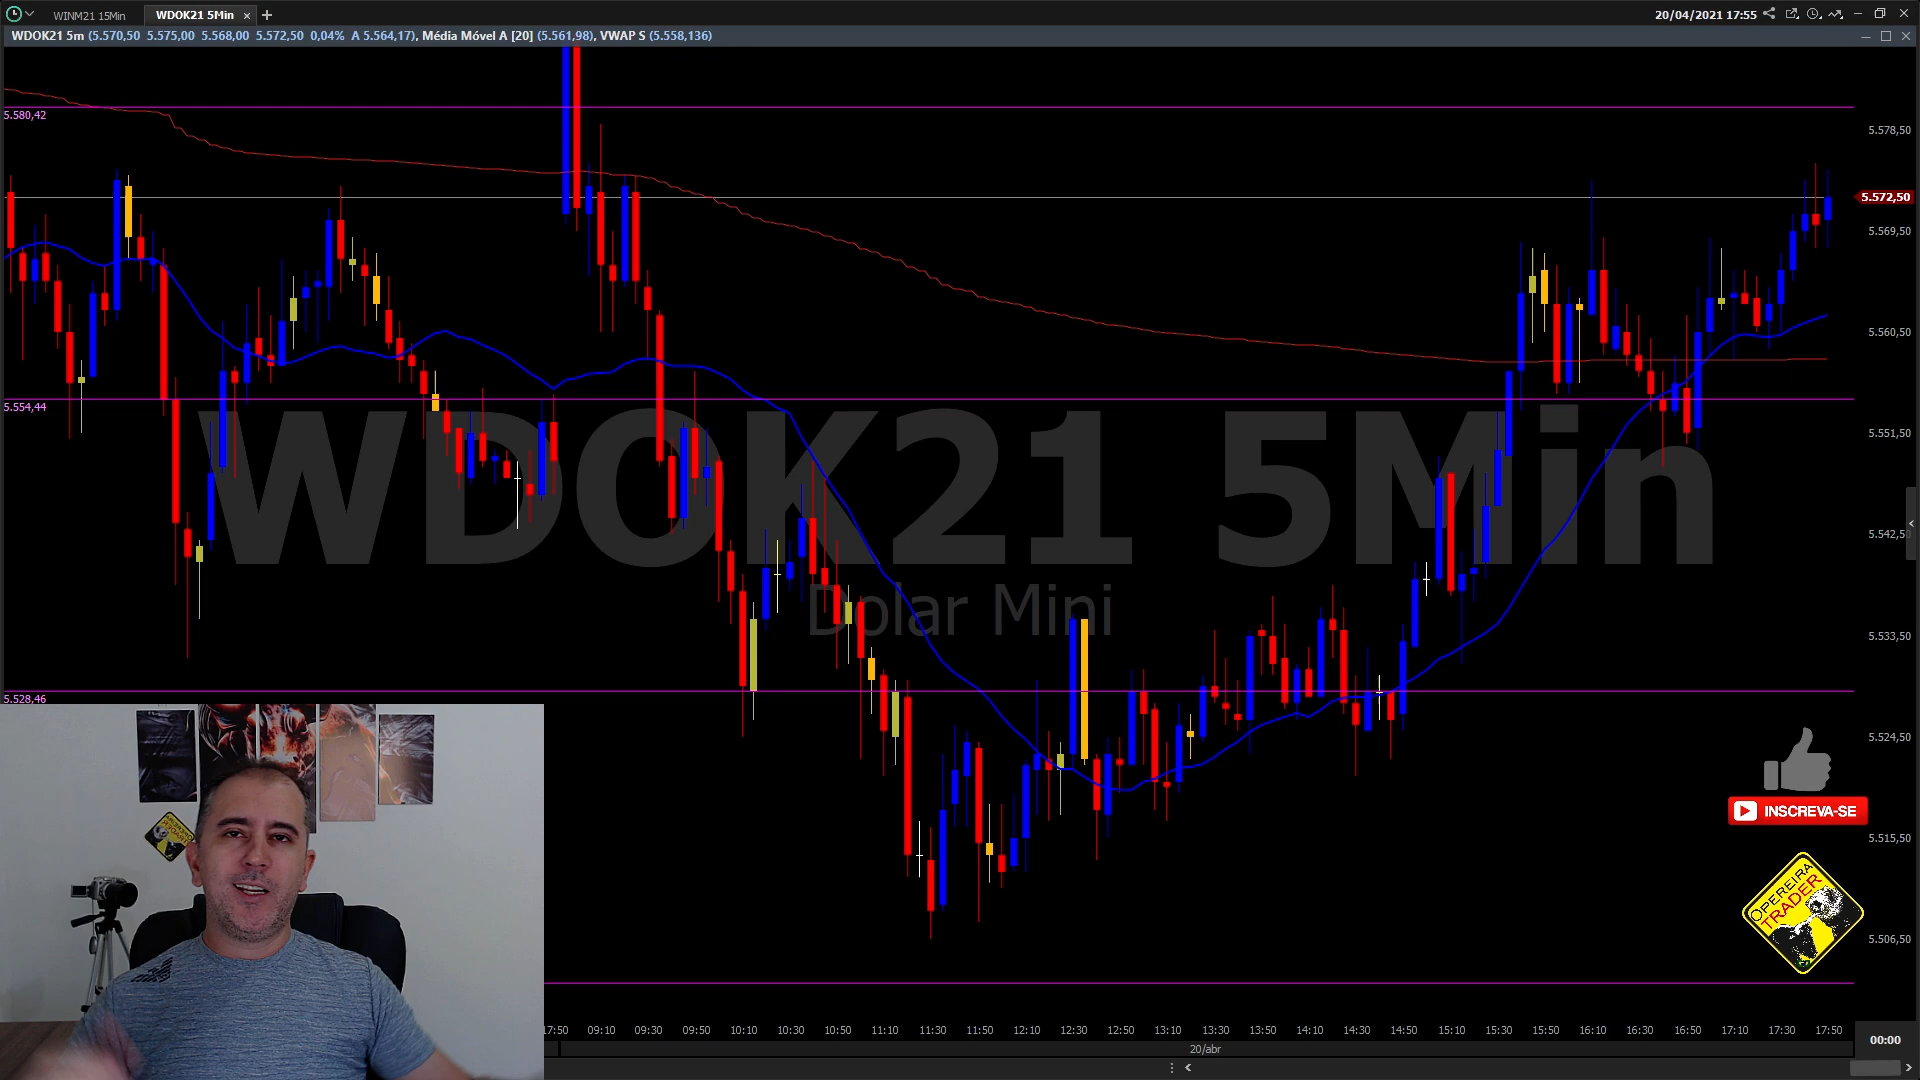 WINM21 15Min
WDOK21 5Min
20/04/2021 17:55
WDOK21 5m (5.570,50 5.575,00 5.568,00 5.572,50 0,04% A 5.564,17), Média Móvel A [20] (5.561,98), VWAP S (5.558,136)
5.580,42
5.578,50
5.572,50
5.569,50
5.560,50
5.554,44
5.551,50
WDOK21 5Min
Dolar Mini
5.542,50
5.533,50
5.528,46
5.524,50
INSCREVA-SE
5.515,50
OPEREIRA
TRADER
5.506,50
17:50 09:10 09:30 09:50 10:10 10:30 10:50 11:10 11:30 11:50 12:10 12:30 12:50 13:10 13:30 13:50 14:10 14:30 14:50 15:10 15:30 15:50 16:10 16:30 16:50 17:10 17:30 17:50
00:00
20/abr